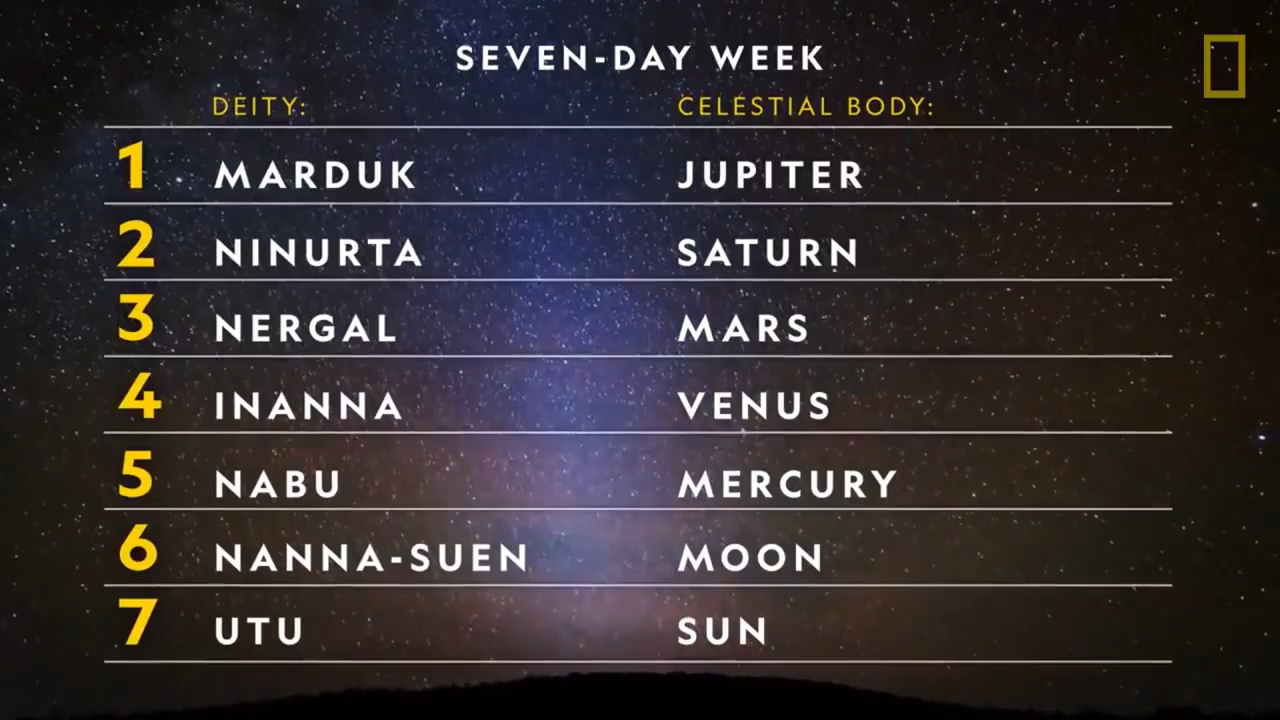 SEVEN-DAY WEEK
DEITY: CELESTIAL BODY:
1 MARDUK JUPITER
2 NINURTA SATURN
3 NERGAL MARS
4 INANNA VENUS
5 NABU MERCURY
6 NANNA-SUEN MOON
7 UTU SUN